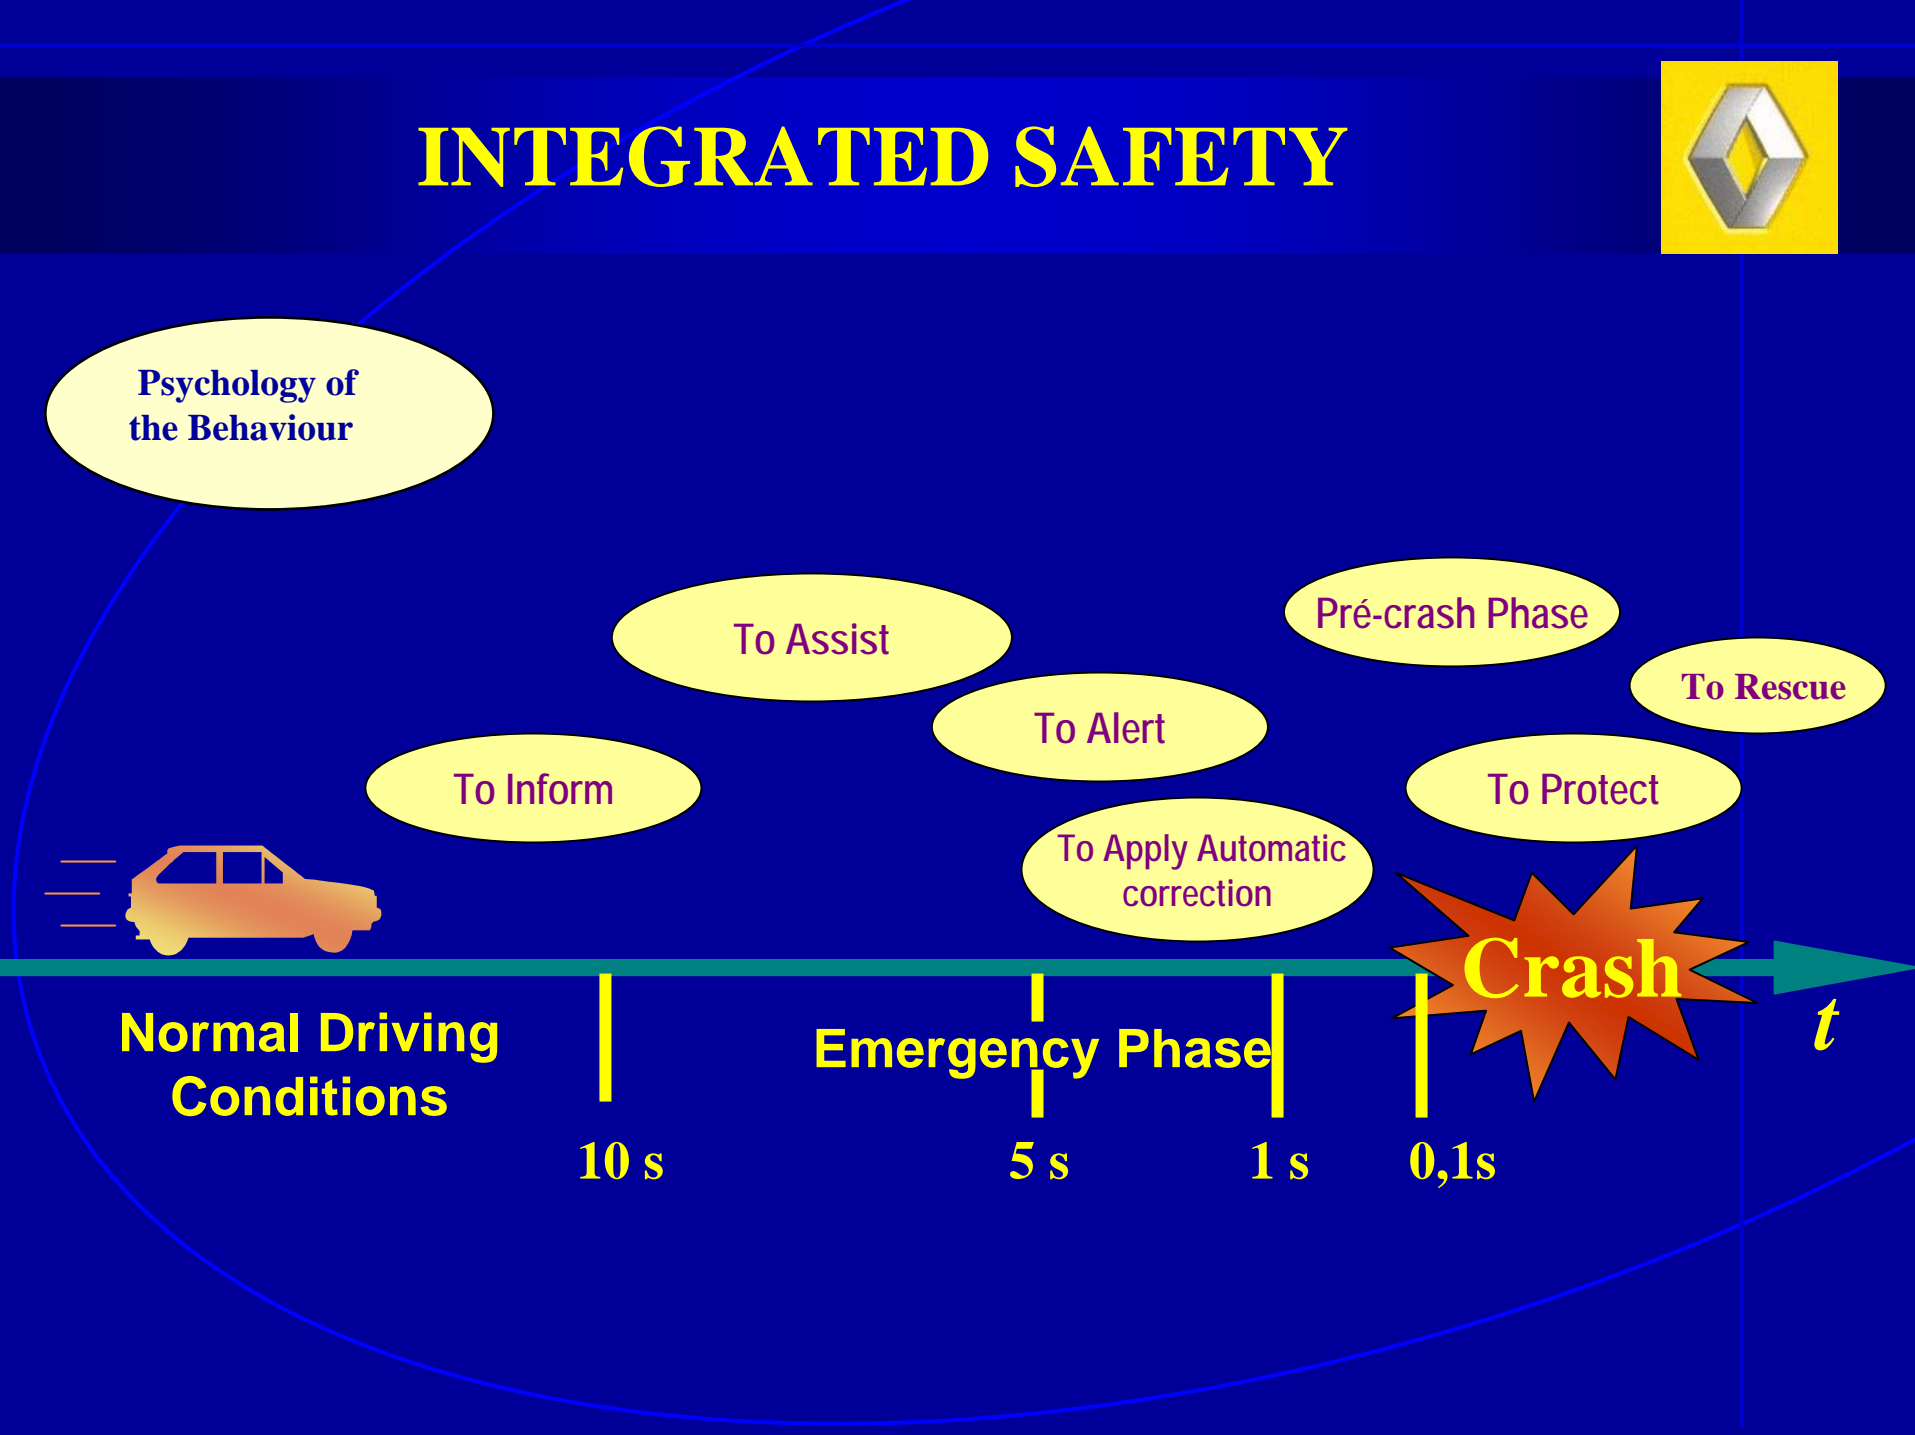 INTEGRATED SAFETY
Psychology of
the Behaviour
Pré-crash Phase
To Assist
To Rescue
To Alert
To Inform
To Protect
To Apply Automatic
correction
Crash
t
Normal Driving
Conditions
Emergency Phase
10 s
5 s
1 s
0,1s